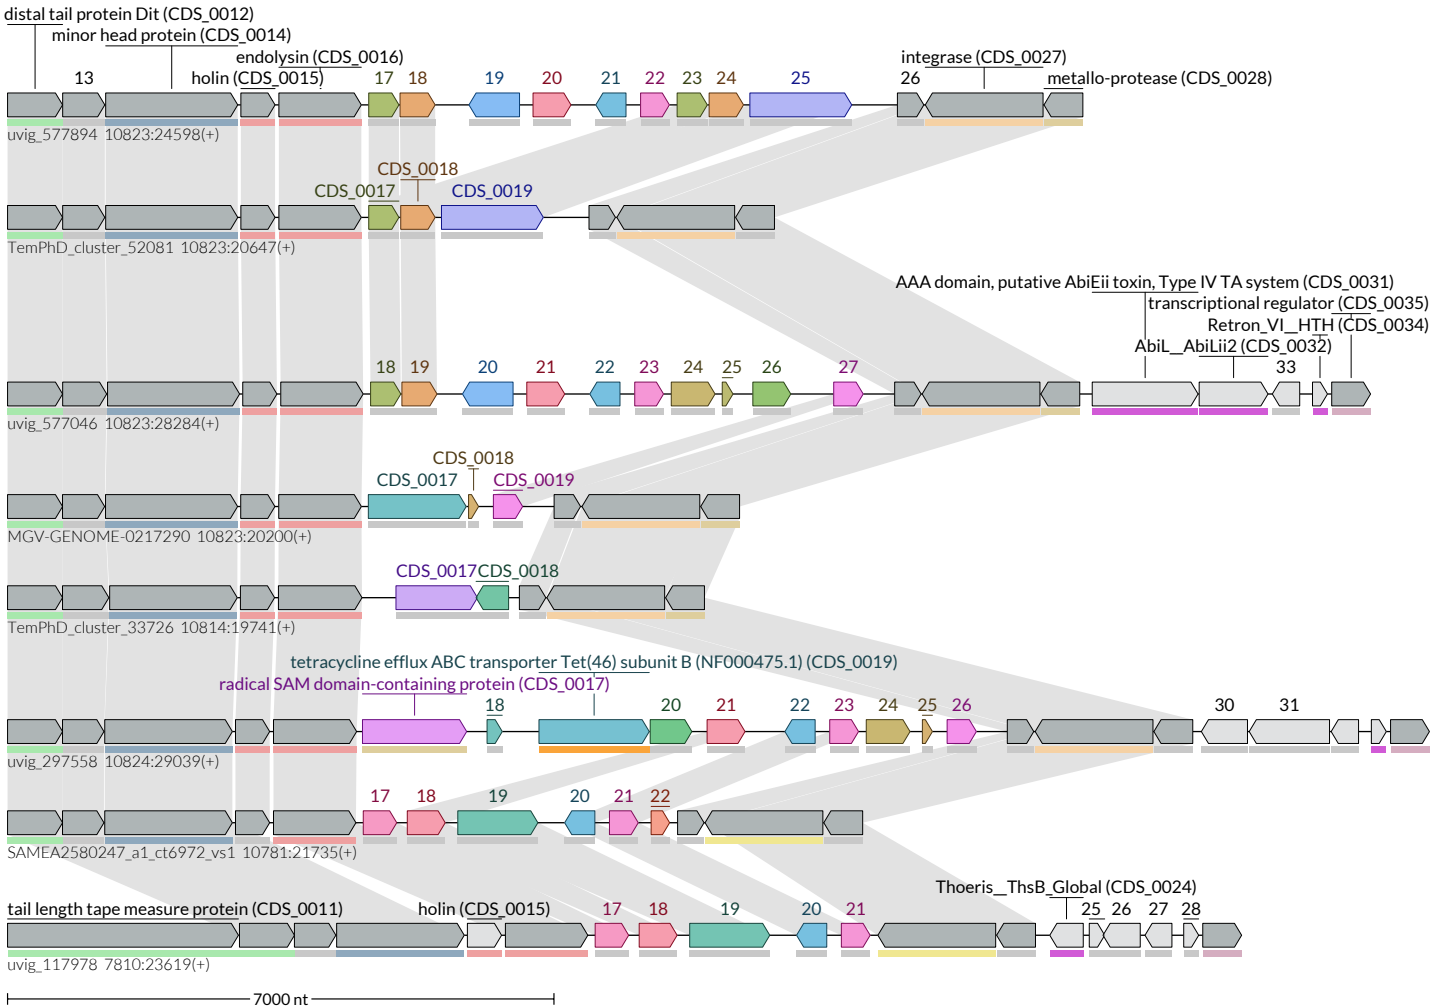 distal tail protein Dit (CDS_0012)
minor head protein (CDS_0014)
endolysin (CDS_0016) integrase (CDS_0027)
13 holin (CDS_0015) 17 18 19 20 21 22 23 24 25 26 metallo-protease (CDS_0028)
uvig_577894 10823:24598(+)
CDS_0018
CDS_0017 CDS_0019
TemPhD_cluster_52081 10823:20647(+)
AAA domain, putative AbiEii toxin, Type IV TA system (CDS_0031)
transcriptional regulator (CDS_0035)
Retron_VI__HTH (CDS_0034)
AbiL__AbiLii2 (CDS_0032)
18 19 20 21 22 23 24 25 26 27 33
uvig_577046 10823:28284(+)
CDS_0018
CDS_0017 CDS_0019
MGV-GENOME-0217290 10823:20200(+)
CDS_0017 CDS_0018
TemPhD_cluster_33726 10814:19741(+)
tetracycline efflux ABC transporter Tet(46) subunit B (NF000475.1) (CDS_0019)
radical SAM domain-containing protein (CDS_0017)
18 20 21 22 23 24 25 26 30 31
uvig_297558 10824:29039(+)
17 18 19 20 21 22
SAMEA2580247_a1_ct6972_vs1 10781:21735(+)
Thoeris__ThsB_Global (CDS_0024)
tail length tape measure protein (CDS_0011) holin (CDS_0015) 17 18 19 20 21 25 26 27 28
uvig_117978 7810:23619(+)
7000 nt